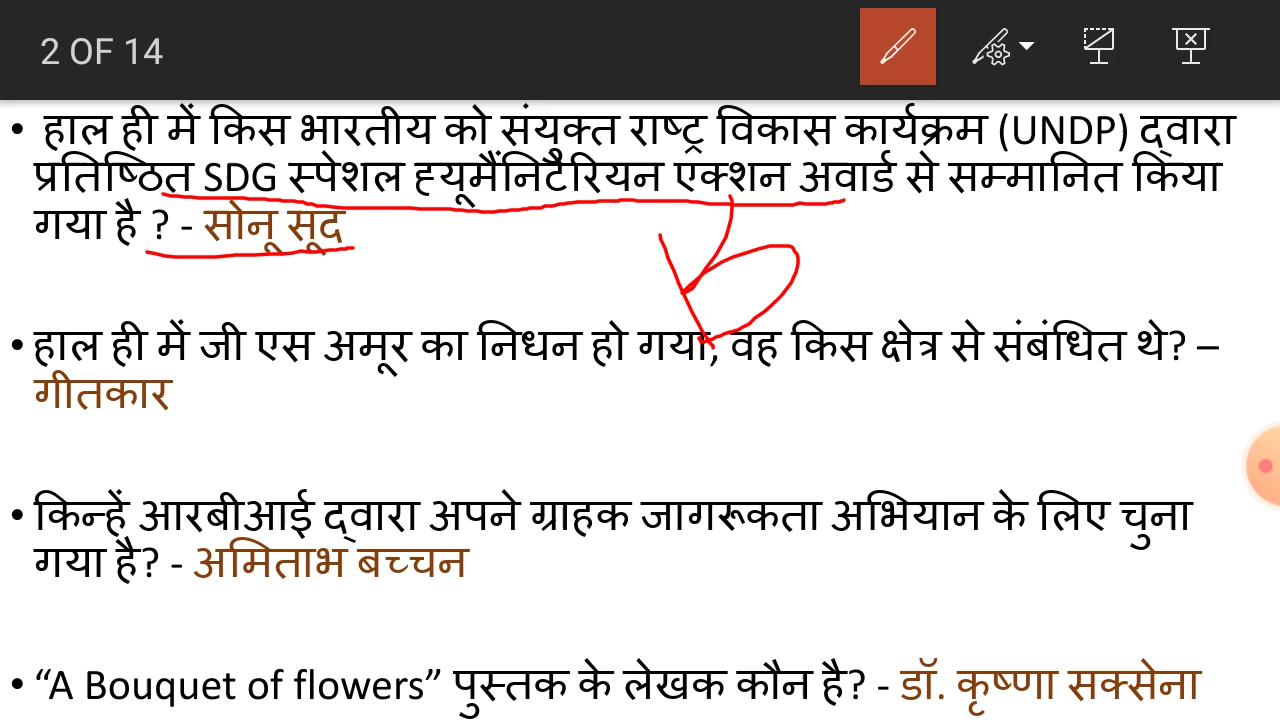 2 OF 14
• हाल ही में किस भारतीय को संयुक्त राष्ट्र विकास कार्यक्रम (UNDP) द्वारा
प्रतिष्ठित SDG स्पेशल ह्यूमैंनिटेरियन एक्शन अवार्ड से सम्मानित किया
गया है ? - सोनू सूद
• हाल ही में जी एस अमूर का निधन हो गया, वह किस क्षेत्र से संबंधित थे? –
गीतकार
• किन्हें आरबीआई द्वारा अपने ग्राहक जागरूकता अभियान के लिए चुना
गया है? - अमिताभ बच्चन
• “A Bouquet of flowers” पुस्तक के लेखक कौन है? - डॉ. कृष्णा सक्सेना